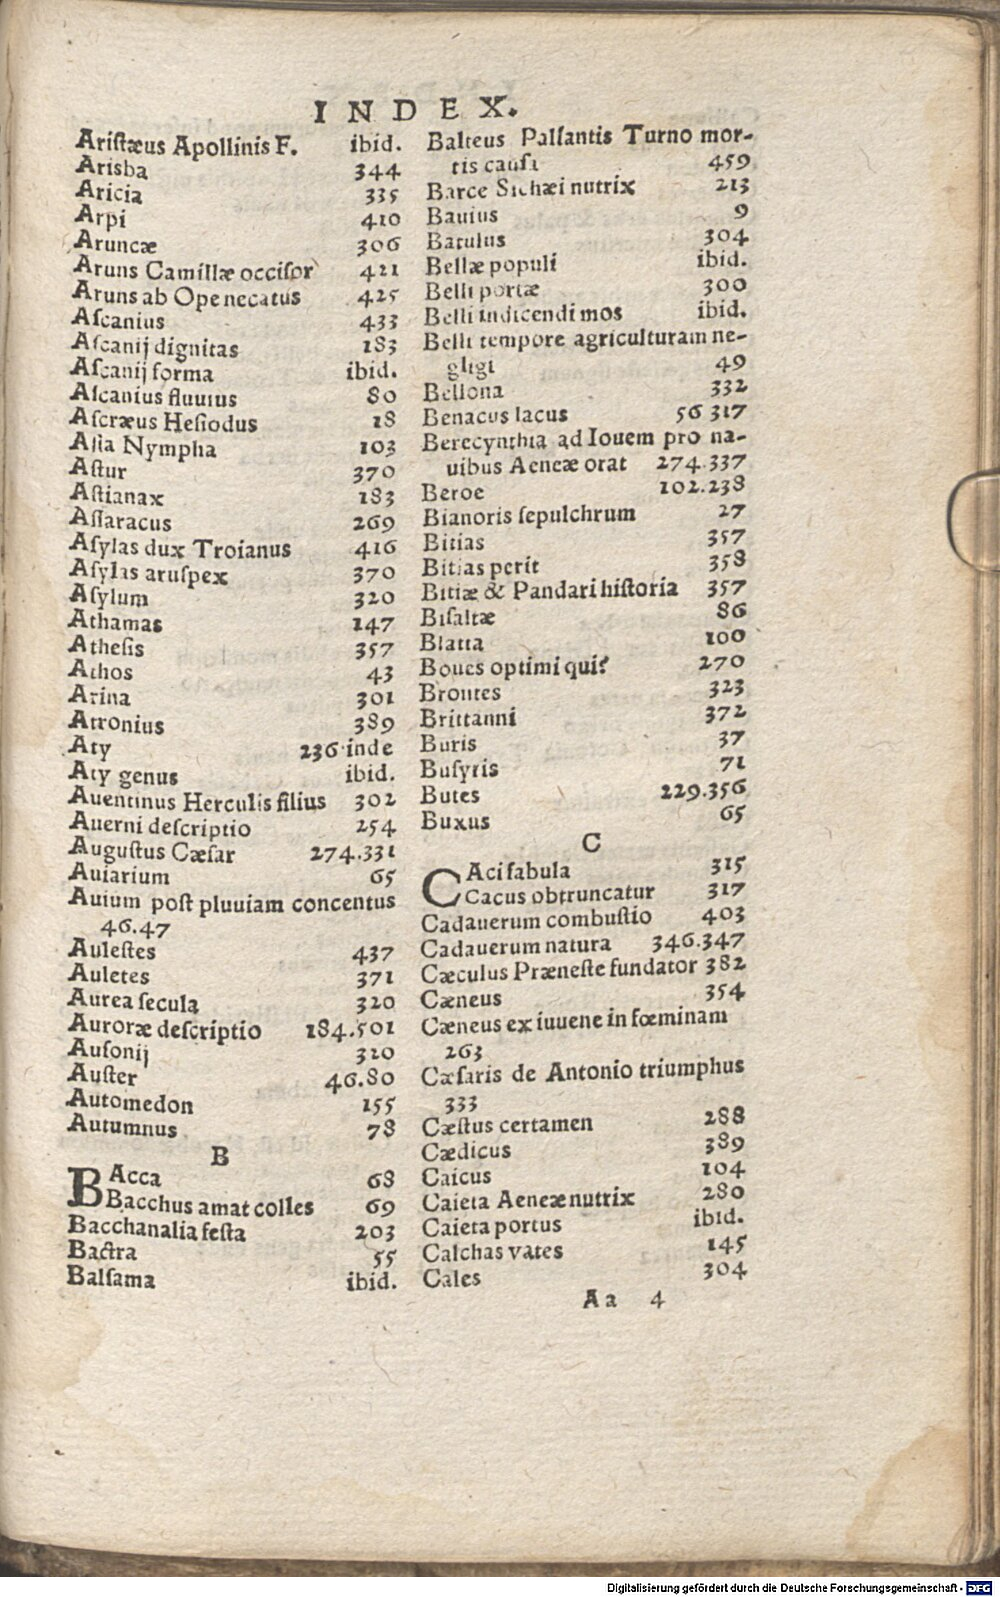 INDEX.
Aristæus Apollinis F. ibid.
Arisba 344
Aricia 335
Arpi 410
Aruncæ 306
Aruns Camillæ occiſor 421
Aruns ab Ope necatus 425
Aſcanius 433
Aſcanij dignitas 183
Aſcanij forma ibid.
Aſcanius fluuius 80
Aſcræus Heſiodus 18
Aſia Nympha 103
Aſtur 370
Aſtianax 183
Aſſaracus 269
Aſylas dux Troianus 416
Aſylas aruſpex 370
Aſylum 320
Athamas 147
Atheſis 357
Athos 43
Atina 301
Atronius 389
Aty 236 inde
Aty genus ibid.
Auentinus Herculis filius 302
Auerni deſcriptio 254
Auguſtus Cæſar 274.331
Auiarium 65
Auium poſt pluuiam concentus
46.47
Auleſtes 437
Auletes 371
Aurea ſecula 320
Auroræ deſcriptio 184.501
Auſonij 320
Auſter 46.80
Automedon 155
Autumnus 78
B
BAcca 68
Bacchus amat colles 69
Bacchanalia feſta 203
Bactra 55
Balſama ibid.
Balteus Pallantis Turno mor-
tis cauſa 459
Barce Sichæi nutrix 213
Bauius 9
Batulus 304
Bellæ populi ibid.
Belli portæ 300
Belli indicendi mos ibid.
Belli tempore agriculturam ne-
gligi 49
Bellona 332
Benacus lacus 56 317
Berecynthia ad Iouem pro na-
uibus Aeneæ orat 274.337
Beroe 102.238
Bianoris ſepulchrum 27
Bitias 357
Bitias perit 358
Bitiæ & Pandari hiſtoria 357
Biſaltæ 86
Blatta 100
Boues optimi qui? 270
Brontes 323
Brittanni 372
Buris 37
Buſyris 71
Butes 229.356
Buxus 65
C
CAci fabula 315
Cacus obtruncatur 317
Cadauerum combuſtio 403
Cadauerum natura 346.347
Cæculus Præneſte fundator 382
Cæneus 354
Cæneus ex iuuene in fœminam
263
Cæſaris de Antonio triumphus
333
Cæſtus certamen 288
Cædicus 389
Caicus 104
Caieta Aeneæ nutrix 280
Caieta portus ibid.
Calchas vates 145
Cales 304
Aa 4
Digitalisierung gefördert durch die Deutsche Forschungsgemeinschaft - DFG